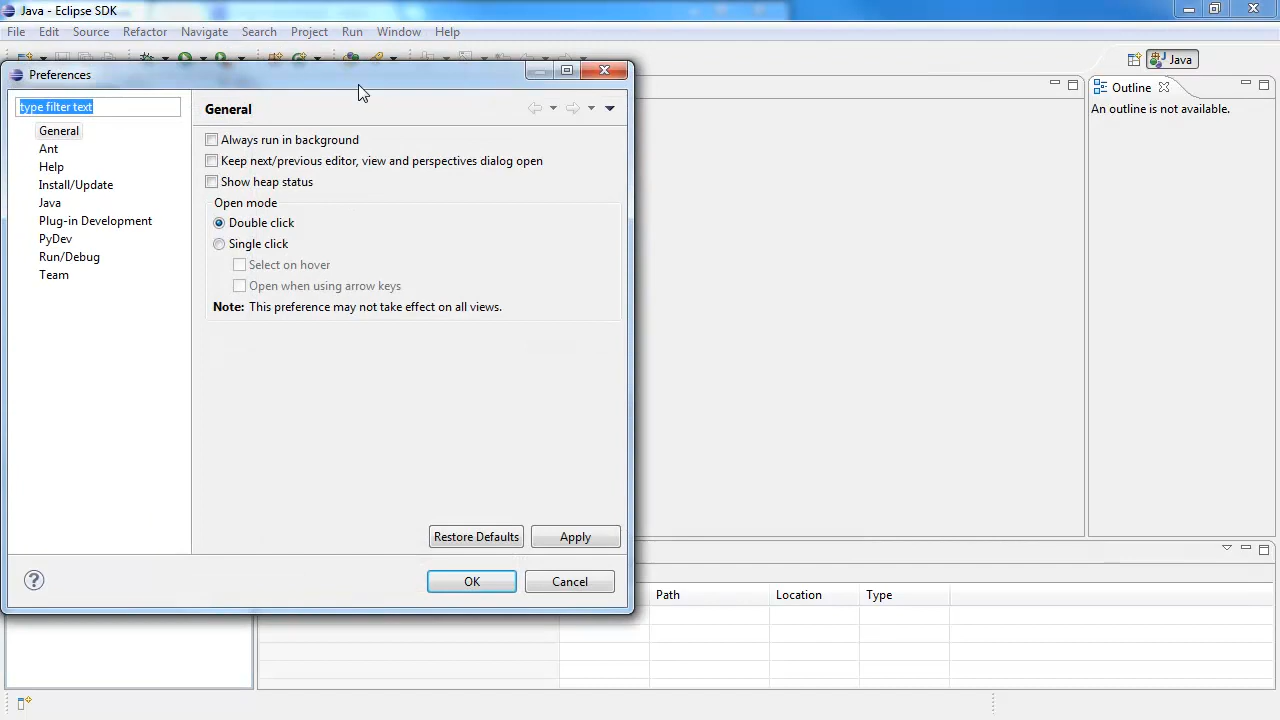 Java - Eclipse SDK
File Edit Source Refactor Navigate Search Project Run Window Help
Java
Preferences
type filter text
General
Ant
Help
Install/Update
Java
Plug-in Development
PyDev
Run/Debug
Team
General
Always run in background
Keep next/previous editor, view and perspectives dialog open
Show heap status
Open mode
Double click
Single click
Select on hover
Open when using arrow keys
Note: This preference may not take effect on all views.
Restore Defaults Apply
OK Cancel
Outline
An outline is not available.
Path Location Type